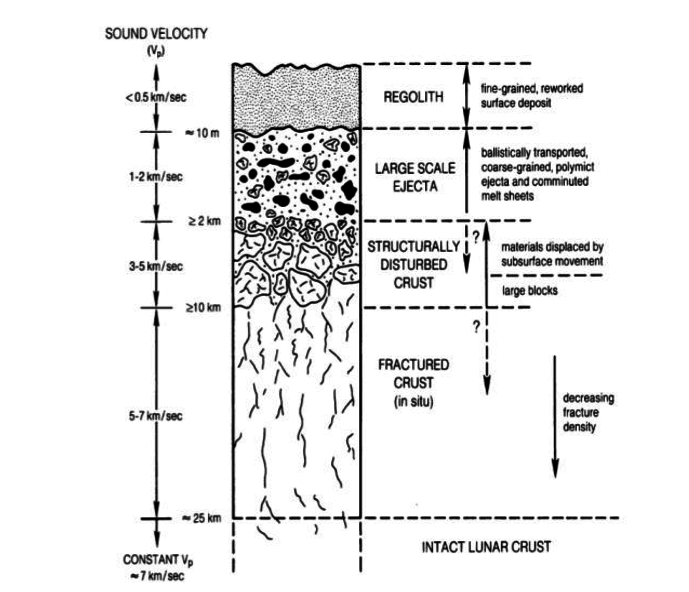 SOUND VELOCITY
(Vp)
<0.5 km/sec
≈10 m
1-2 km/sec
≥2 km
3-5 km/sec
≥10 km
5-7 km/sec
≈25 km
CONSTANT Vp
≈7 km/sec
REGOLITH
fine-grained, reworked
surface deposit
LARGE SCALE
EJECTA
ballistically transported,
coarse-grained, polymict
ejecta and comminuted
melt sheets
?
STRUCTURALLY
DISTURBED
CRUST
materials displaced by
subsurface movement
large blocks
?
FRACTURED
CRUST
(in situ)
decreasing
fracture
density
INTACT LUNAR CRUST